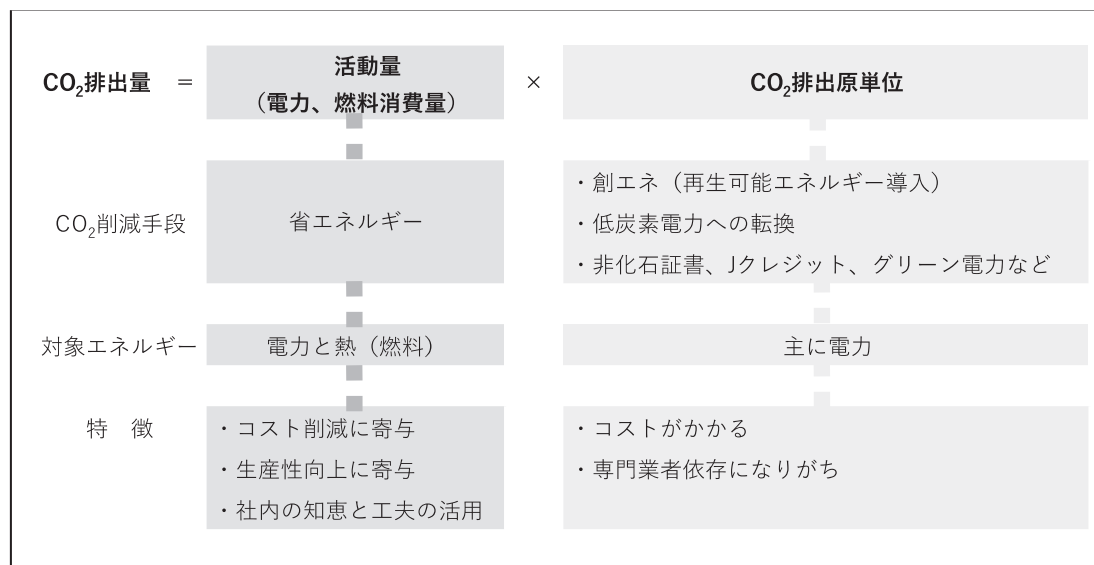 CO₂排出量 = 活動量 × CO₂排出原単位
（電力、燃料消費量）
CO₂削減手段
省エネルギー
・創エネ（再生可能エネルギー導入）
・低炭素電力への転換
・非化石証書、Jクレジット、グリーン電力など
対象エネルギー
電力と熱（燃料）
主に電力
特　徴
・コスト削減に寄与
・生産性向上に寄与
・社内の知恵と工夫の活用
・コストがかかる
・専門業者依存になりがち